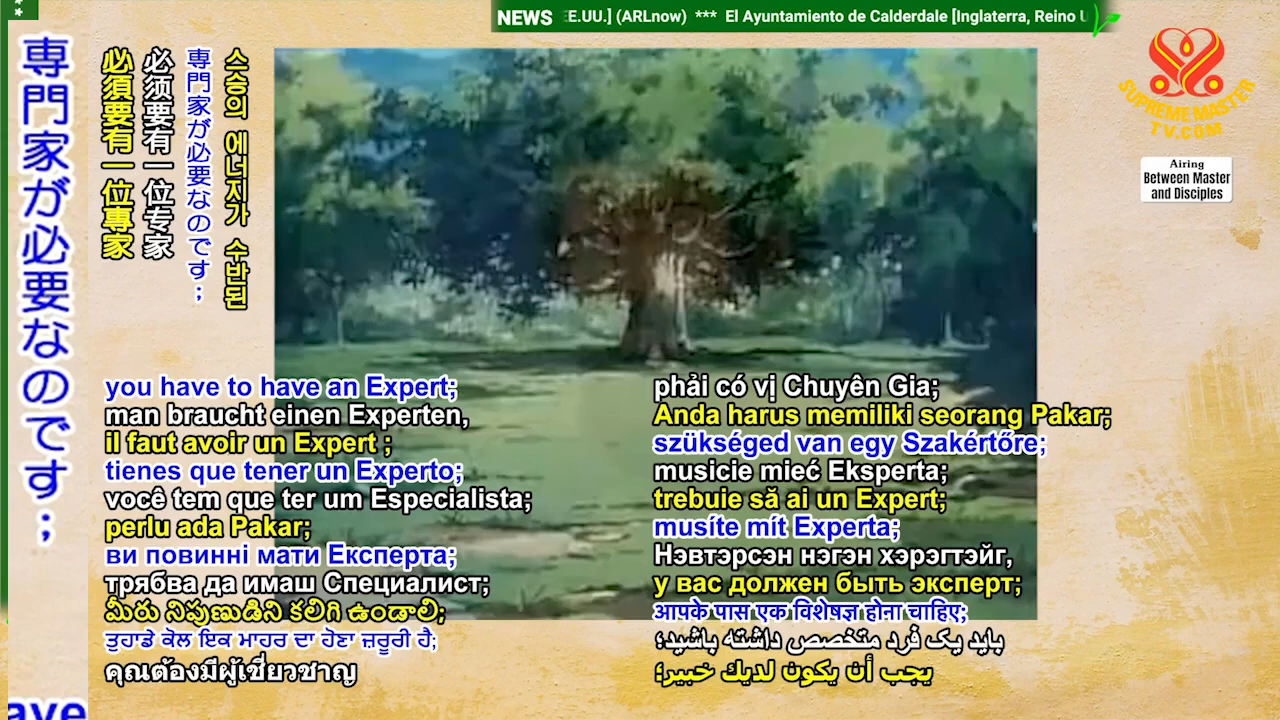 NEWS E.UU.] (ARLnow) *** El Ayuntamiento de Calderdale [Inglaterra, Reino U
SUPREME MASTER
TV.COM
Airing
Between Master
and Disciples
専門家が必要なのです；
必須要有一位專家
必须要有一位专家
専門家が必要なのです；
스승의 에너지가 수반된
you have to have an Expert;
man braucht einen Experten,
il faut avoir un Expert ;
tienes que tener un Experto;
você tem que ter um Especialista;
perlu ada Pakar;
ви повинні мати Експерта;
трябва да имаш Специалист;
మీరు నిపుణుడిని కలిగి ఉండాలి;
ਤੁਹਾਡੇ ਕੋਲ ਇਕ ਮਾਹਰ ਦਾ ਹੋਣਾ ਜ਼ਰੂਰੀ ਹੈ;
คุณต้องมีผู้เชี่ยวชาญ
phải có vị Chuyên Gia;
Anda harus memiliki seorang Pakar;
szükséged van egy Szakértőre;
musicie mieć Eksperta;
trebuie să ai un Expert;
musíte mít Experta;
Нэвтэрсэн нэгэн хэрэгтэйг,
у вас должен быть эксперт;
आपके पास एक विशेषज्ञ होना चाहिए;
باید یک فرد متخصص داشته باشید؛
يجب أن يكون لديك خبير؛
ave